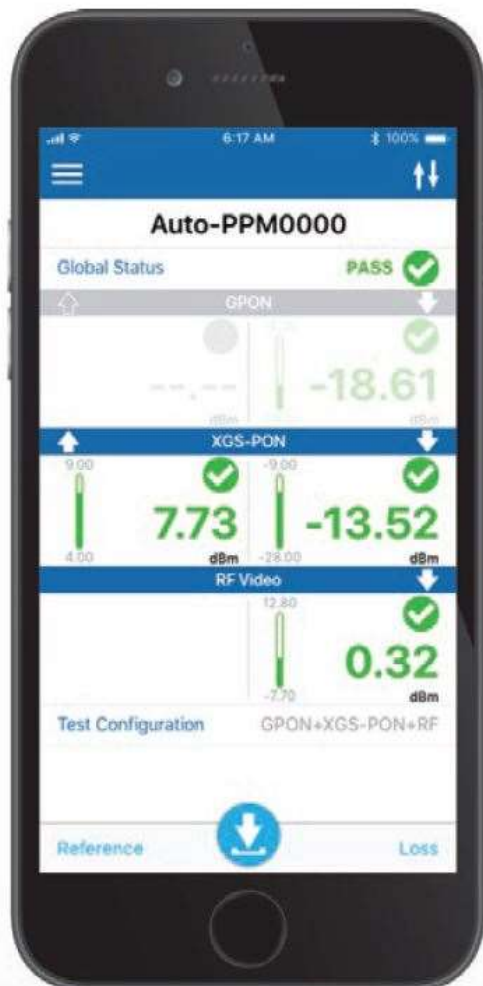 6:17 AM 100%
Auto-PPM0000
Global Status PASS
GPON
--.-- -18.61
dBm dBm
XGS-PON
9.00 -9.00
7.73 -13.52
4.00 dBm -28.00 dBm
RF Video
12.80
0.32
-7.70 dBm
Test Configuration GPON+XGS-PON+RF
Reference Loss